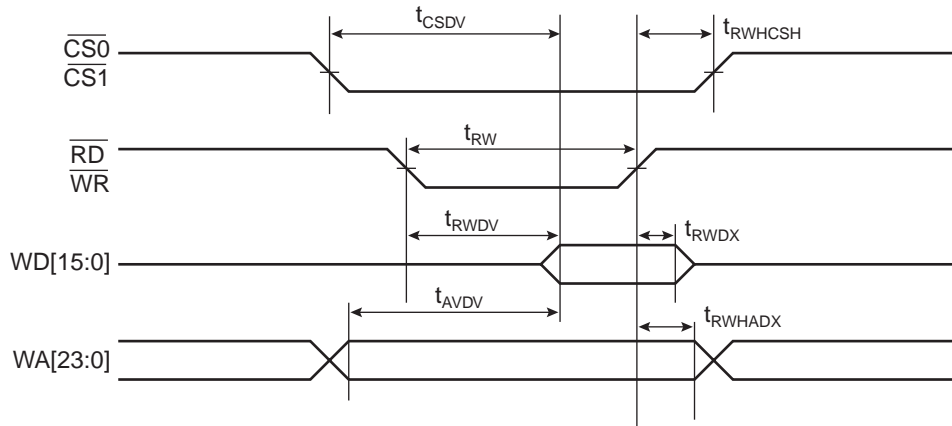 tCSDV
tRWHCSH
CS0
CS1
tRW
RD
WR
tRWDV
tRWDX
WD[15:0]
tAVDV
tRWHADX
WA[23:0]